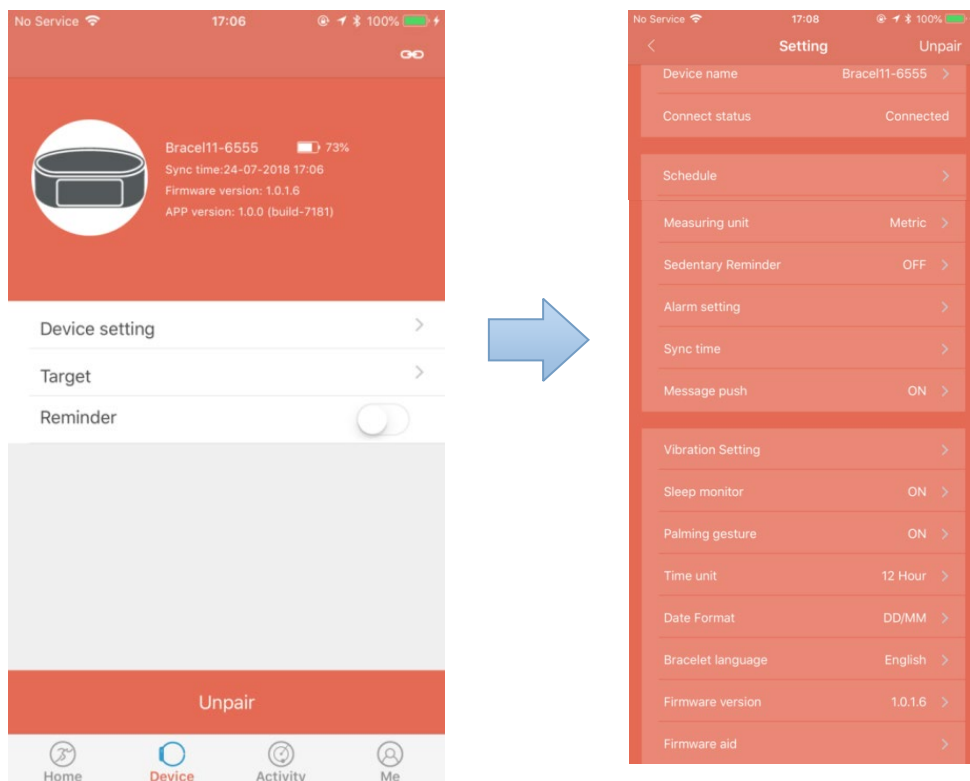 No Service 17:06 100%
Bracel11-6555 73%
Sync time:24-07-2018 17:06
Firmware version: 1.0.1.6
APP version: 1.0.0 (build-7181)
Device setting
Target
Reminder
Unpair
Home Device Activity Me
No Service 17:08 100%
Setting Unpair
Device name Bracel11-6555
Connect status Connected
Schedule
Measuring unit Metric
Sedentary Reminder OFF
Alarm setting
Sync time
Message push ON
Vibration Setting
Sleep monitor ON
Palming gesture ON
Time unit 12 Hour
Date Format DD/MM
Bracelet language English
Firmware version 1.0.1.6
Firmware aid